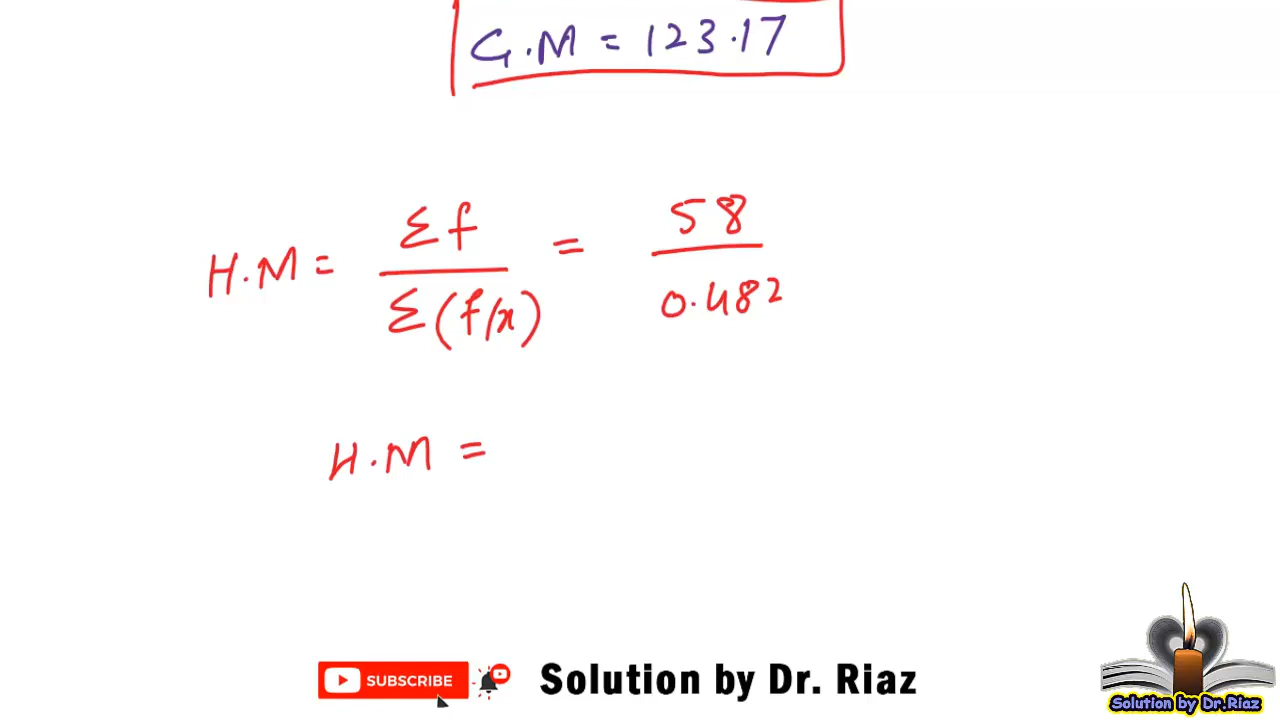 G.M = 123.17
H.M = Σf / Σ(f/x) = 58 / 0.482
H.M =
SUBSCRIBE
Solution by Dr. Riaz
Solution by Dr.Riaz